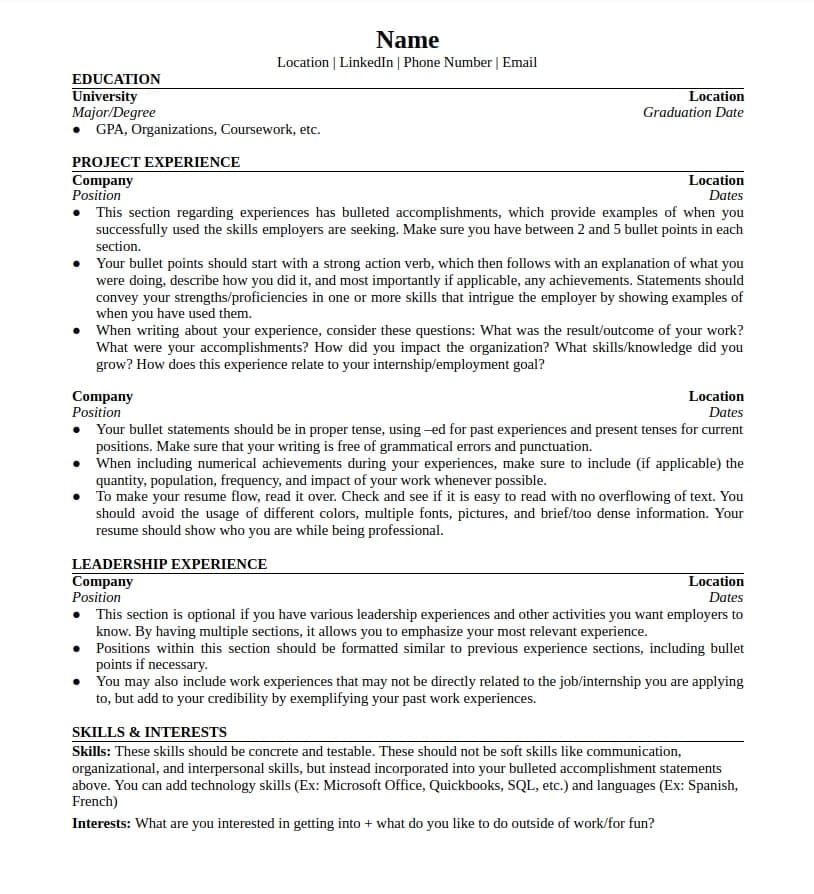 Name
Location | LinkedIn | Phone Number | Email
EDUCATION
University Location
Major/Degree Graduation Date
● GPA, Organizations, Coursework, etc.
PROJECT EXPERIENCE
Company Location
Position Dates
● This section regarding experiences has bulleted accomplishments, which provide examples of when you
successfully used the skills employers are seeking. Make sure you have between 2 and 5 bullet points in each
section.
● Your bullet points should start with a strong action verb, which then follows with an explanation of what you
were doing, describe how you did it, and most importantly if applicable, any achievements. Statements should
convey your strengths/proficiencies in one or more skills that intrigue the employer by showing examples of
when you have used them.
● When writing about your experience, consider these questions: What was the result/outcome of your work?
What were your accomplishments? How did you impact the organization? What skills/knowledge did you
grow? How does this experience relate to your internship/employment goal?
Company Location
Position Dates
● Your bullet statements should be in proper tense, using –ed for past experiences and present tenses for current
positions. Make sure that your writing is free of grammatical errors and punctuation.
● When including numerical achievements during your experiences, make sure to include (if applicable) the
quantity, population, frequency, and impact of your work whenever possible.
● To make your resume flow, read it over. Check and see if it is easy to read with no overflowing of text. You
should avoid the usage of different colors, multiple fonts, pictures, and brief/too dense information. Your
resume should show who you are while being professional.
LEADERSHIP EXPERIENCE
Company Location
Position Dates
● This section is optional if you have various leadership experiences and other activities you want employers to
know. By having multiple sections, it allows you to emphasize your most relevant experience.
● Positions within this section should be formatted similar to previous experience sections, including bullet
points if necessary.
● You may also include work experiences that may not be directly related to the job/internship you are applying
to, but add to your credibility by exemplifying your past work experiences.
SKILLS & INTERESTS
Skills: These skills should be concrete and testable. These should not be soft skills like communication,
organizational, and interpersonal skills, but instead incorporated into your bulleted accomplishment statements
above. You can add technology skills (Ex: Microsoft Office, Quickbooks, SQL, etc.) and languages (Ex: Spanish,
French)
Interests: What are you interested in getting into + what do you like to do outside of work/for fun?